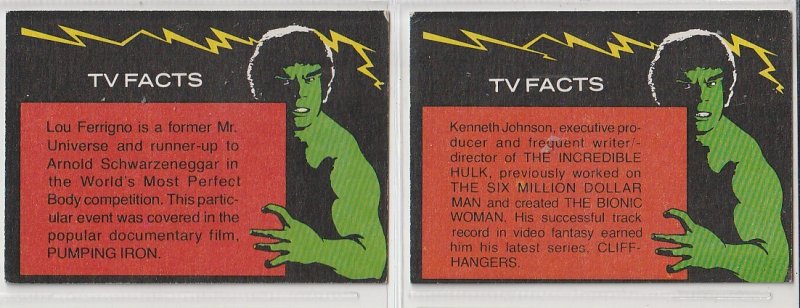 TV FACTS
Lou Ferrigno is a former Mr.
Universe and runner-up to
Arnold Schwarzeneggar in
the World's Most Perfect
Body competition. This partic-
ular event was covered in the
popular documentary film,
PUMPING IRON.
TV FACTS
Kenneth Johnson, executive pro-
ducer and frequent writer/-
director of THE INCREDIBLE
HULK, previously worked on
THE SIX MILLION DOLLAR
MAN and created THE BIONIC
WOMAN. His successful track
record in video fantasy earned
him his latest series, CLIFF-
HANGERS.